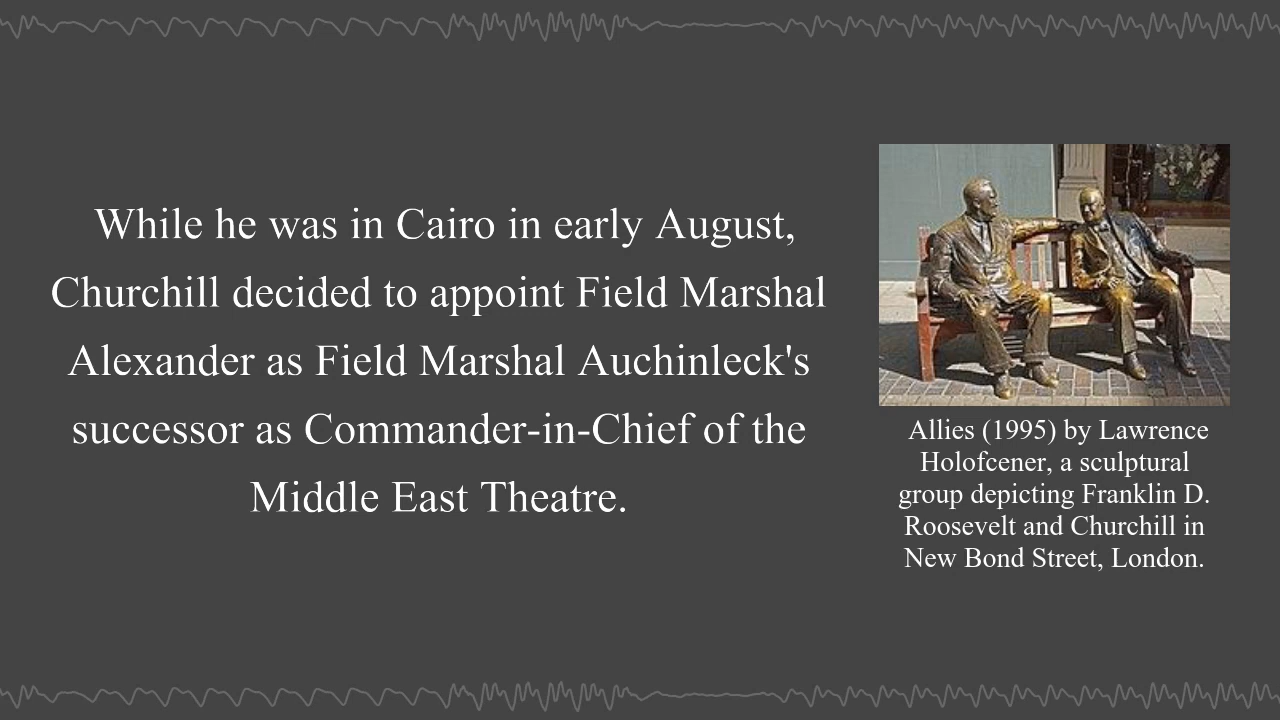 While he was in Cairo in early August,
Churchill decided to appoint Field Marshal
Alexander as Field Marshal Auchinleck's
successor as Commander-in-Chief of the
Middle East Theatre.
Allies (1995) by Lawrence
Holofcener, a sculptural
group depicting Franklin D.
Roosevelt and Churchill in
New Bond Street, London.